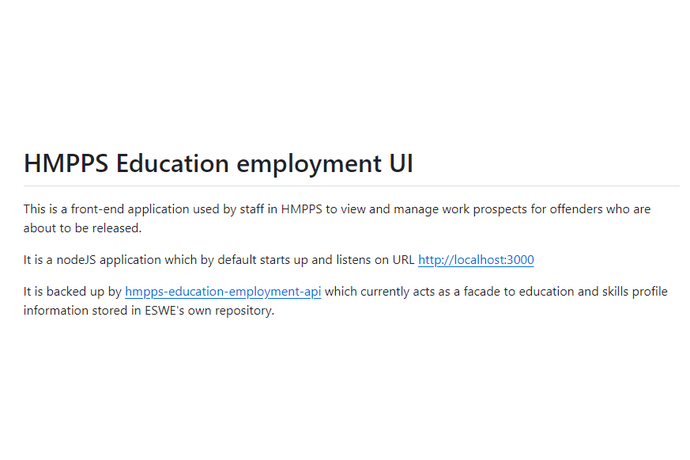 HMPPS Education employment UI
This is a front-end application used by staff in HMPPS to view and manage work prospects for offenders who are
about to be released.
It is a nodeJS application which by default starts up and listens on URL http://localhost:3000
It is backed up by hmpps-education-employment-api which currently acts as a facade to education and skills profile
information stored in ESWE's own repository.